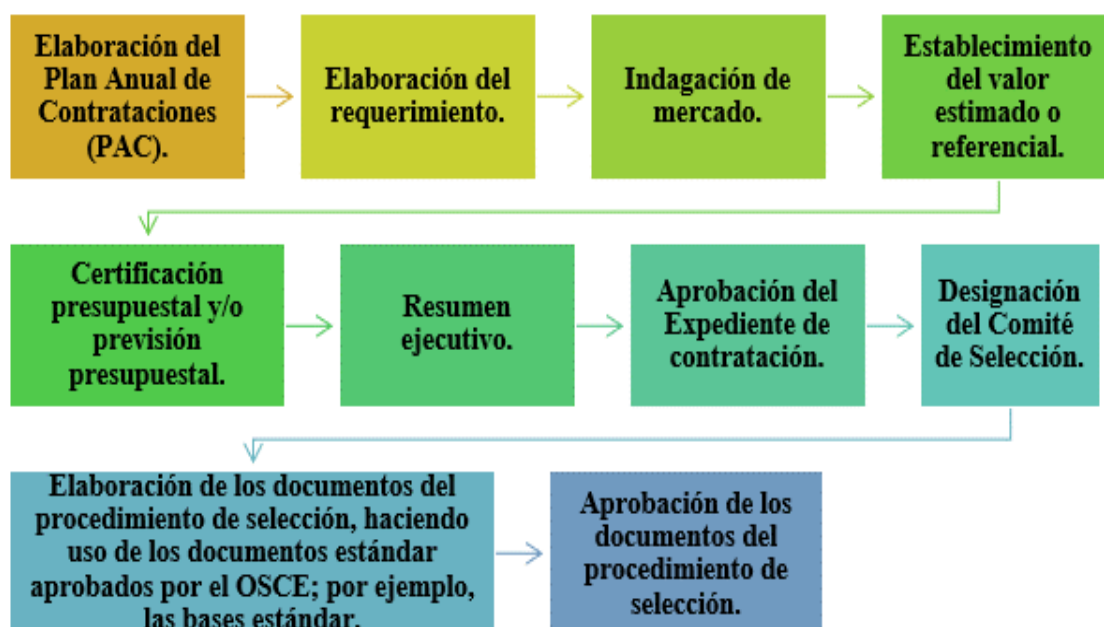 Elaboración del
Plan Anual de
Contrataciones
(PAC).
Elaboración del
requerimiento.
Indagación de
mercado.
Establecimiento
del valor
estimado o
referencial.
Certificación
presupuestal y/o
previsión
presupuestal.
Resumen
ejecutivo.
Aprobación del
Expediente de
contratación.
Designación
del Comité
de Selección.
Elaboración de los documentos del
procedimiento de selección, haciendo
uso de los documentos estándar
aprobados por el OSCE; por ejemplo,
las bases estándar.
Aprobación de los
documentos del
procedimiento de
selección.